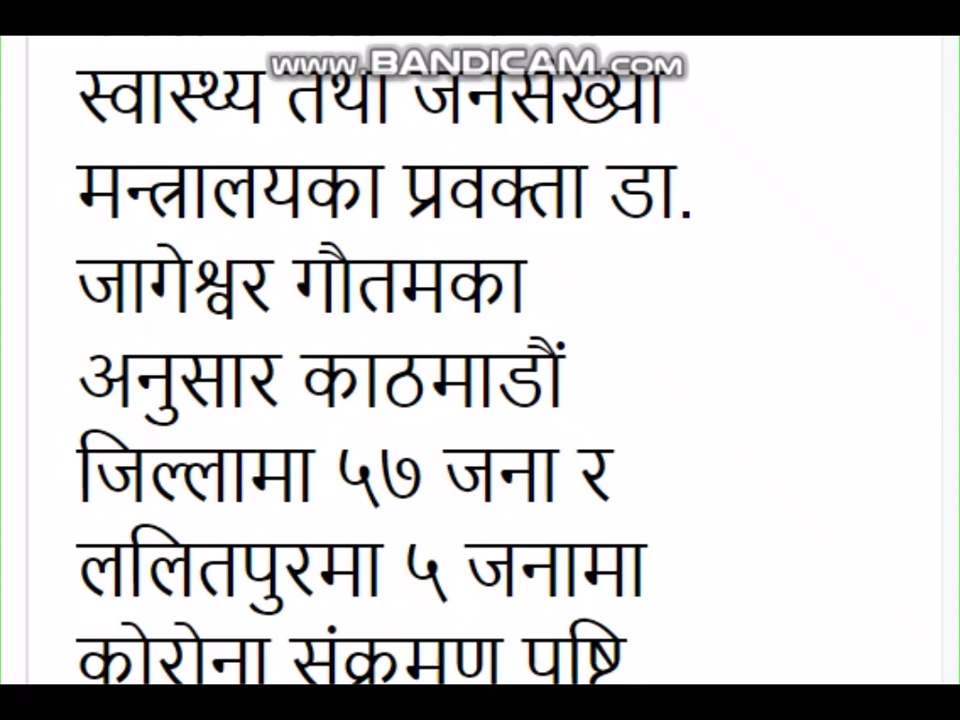 www.BANDICAM.com
स्वास्थ्य तथा जनसंख्या
मन्त्रालयका प्रवक्ता डा.
जागेश्वर गौतमका
अनुसार काठमाडौं
जिल्लामा ५७ जना र
ललितपुरमा ५ जनामा
कोरोना संक्रमण पुष्टि